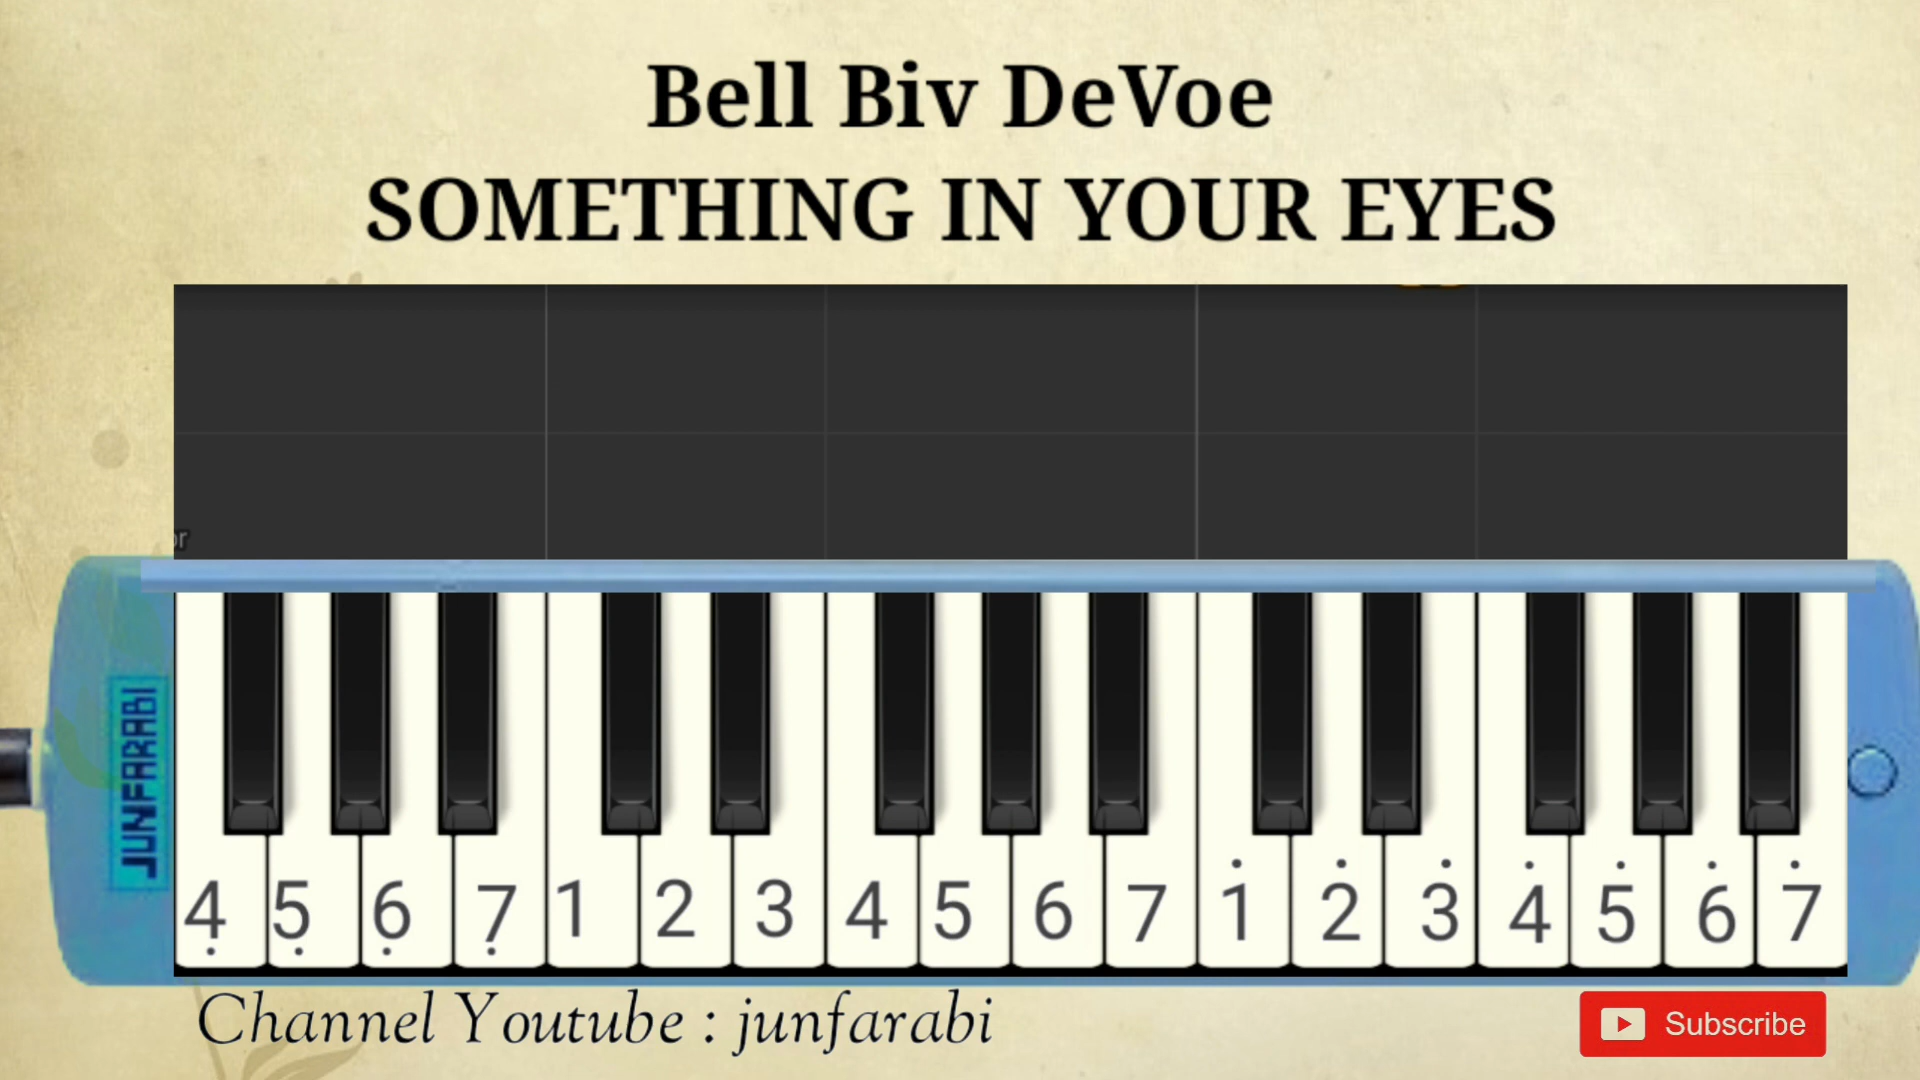 Bell Biv DeVoe
SOMETHING IN YOUR EYES
or
JUNFARABI
4̣ 5̣ 6̣ 7̣ 1 2 3 4 5 6 7 1̇ 2̇ 3̇ 4̇ 5̇ 6̇ 7̇
Channel Youtube : junfarabi
Subscribe